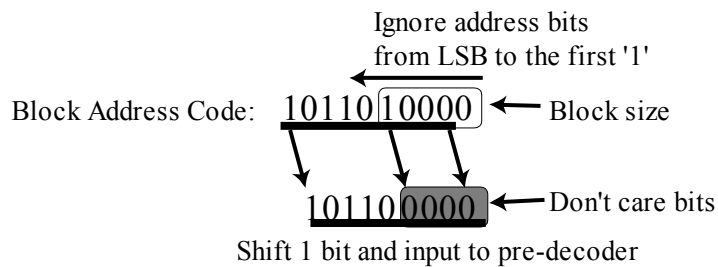 Ignore address bits
from LSB to the first '1'
Block Address Code: 1011010000 Block size
101100000 Don't care bits
Shift 1 bit and input to pre-decoder